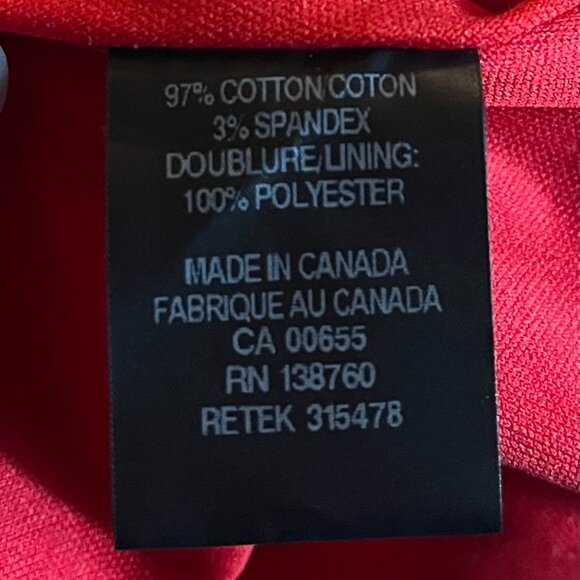 97% COTTON/COTON
3% SPANDEX
DOUBLURE/LINING:
100% POLYESTER
MADE IN CANADA
FABRIQUE AU CANADA
CA 00655
RN 138760
RETEK 315478